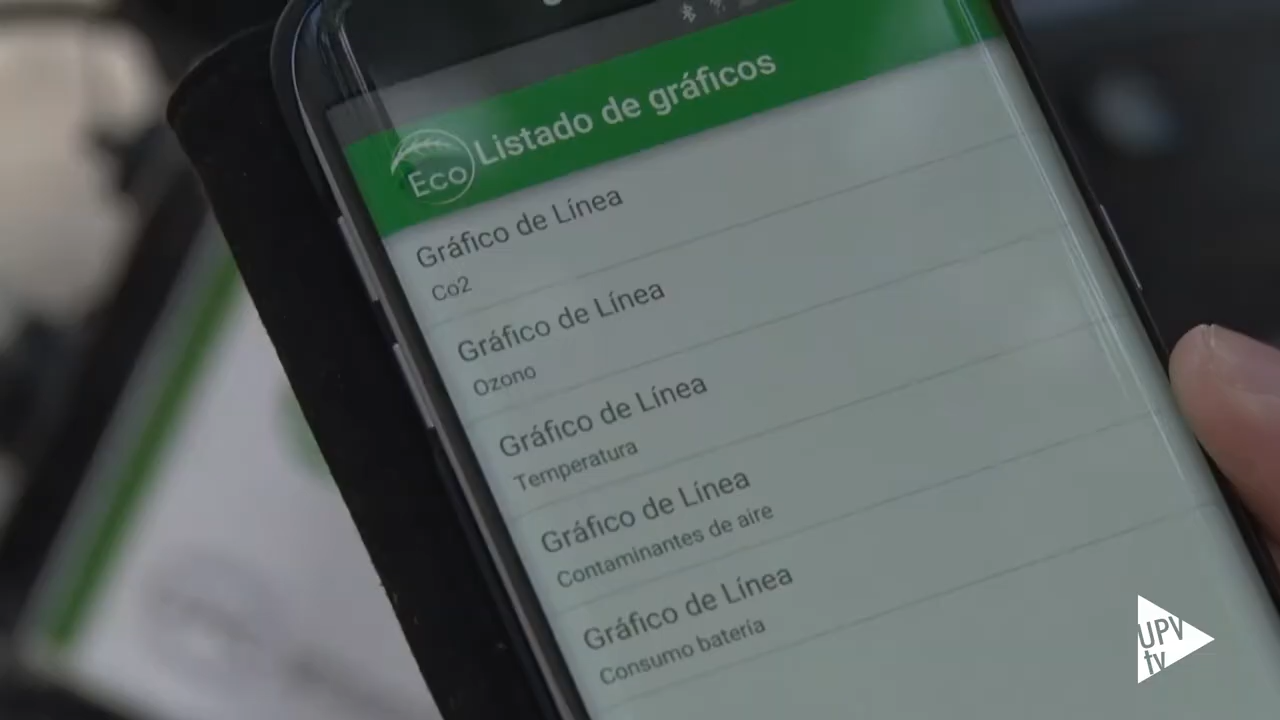 Eco
Listado de gráficos
Gráfico de Línea
Co2
Gráfico de Línea
Ozono
Gráfico de Línea
Temperatura
Gráfico de Línea
Contaminantes de aire
Gráfico de Línea
Consumo batería
UPV
tv